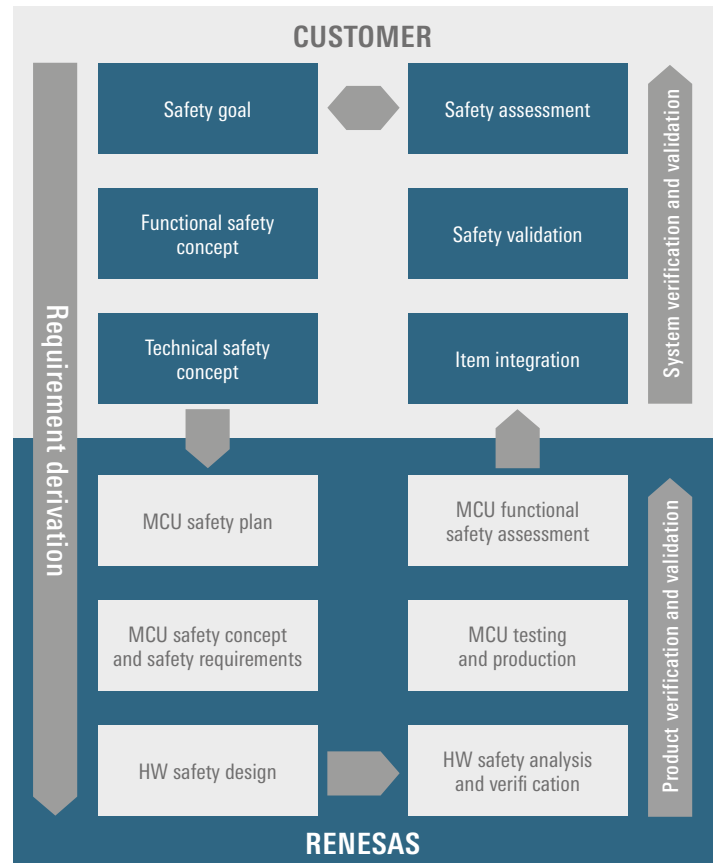 CUSTOMER
Safety goal
Safety assessment
Functional safety
concept
Safety validation
Technical safety
concept
Item integration
Requirement derivation
System verification and validation
MCU safety plan
MCU functional
safety assessment
MCU safety concept
and safety requirements
MCU testing
and production
HW safety design
HW safety analysis
and verifi cation
Product verification and validation
RENESAS